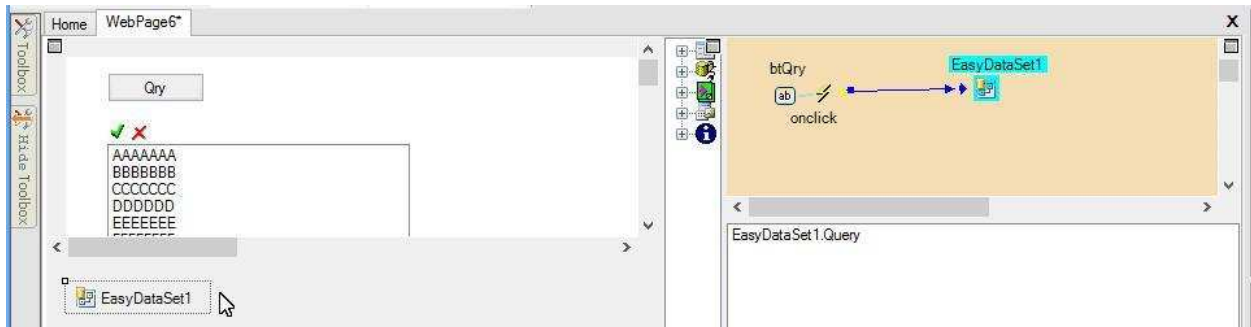 Home
WebPage6*
X
Toolbox
Hide Toolbox
Qry
AAAAAAA
BBBBBBB
CCCCCCC
DDDDDD
EEEEEEE
EasyDataSet1
btQry
EasyDataSet1
ab
onclick
EasyDataSet1.Query